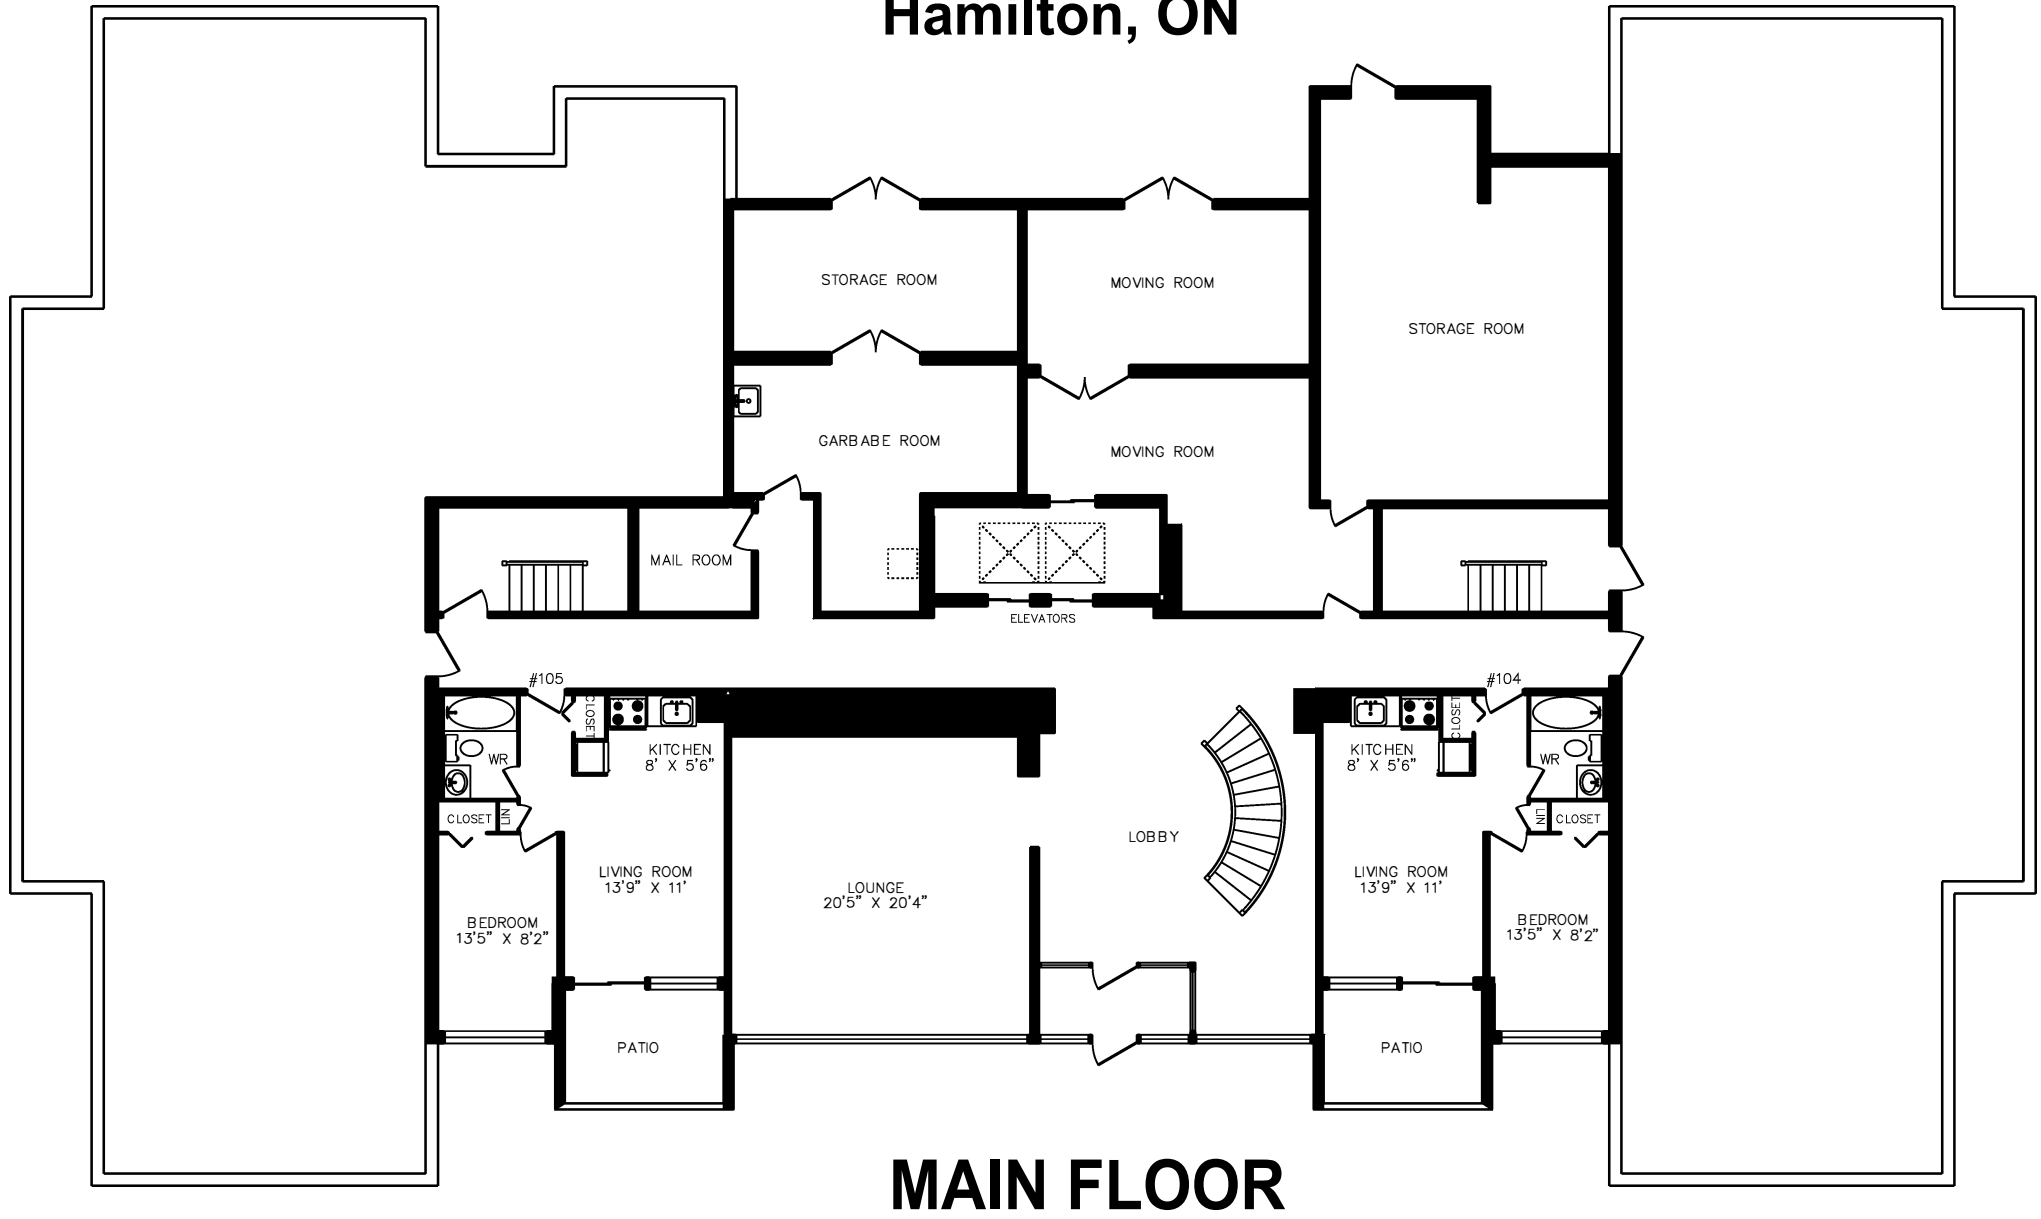 Hamilton, ON
STORAGE ROOM
MOVING ROOM
STORAGE ROOM
GARBABE ROOM
MOVING ROOM
MAIL ROOM
ELEVATORS
#105
#104
CLOSET
CLOSET
KITCHEN
8' X 5'6"
WR
KITCHEN
8' X 5'6"
WR
CLOSET
LIN
LOBBY
LIN
CLOSET
LIVING ROOM
13'9" X 11'
LOUNGE
20'5" X 20'4"
LIVING ROOM
13'9" X 11'
BEDROOM
13'5" X 8'2"
BEDROOM
13'5" X 8'2"
PATIO
PATIO
MAIN FLOOR